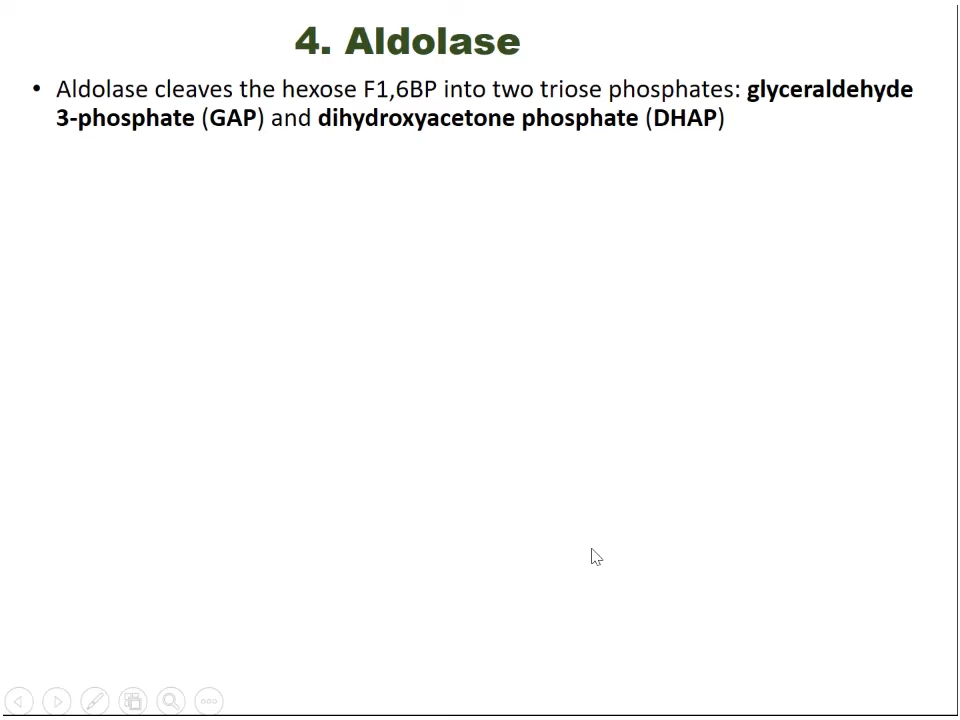 4. Aldolase
• Aldolase cleaves the hexose F1,6BP into two triose phosphates: glyceraldehyde
3-phosphate (GAP) and dihydroxyacetone phosphate (DHAP)